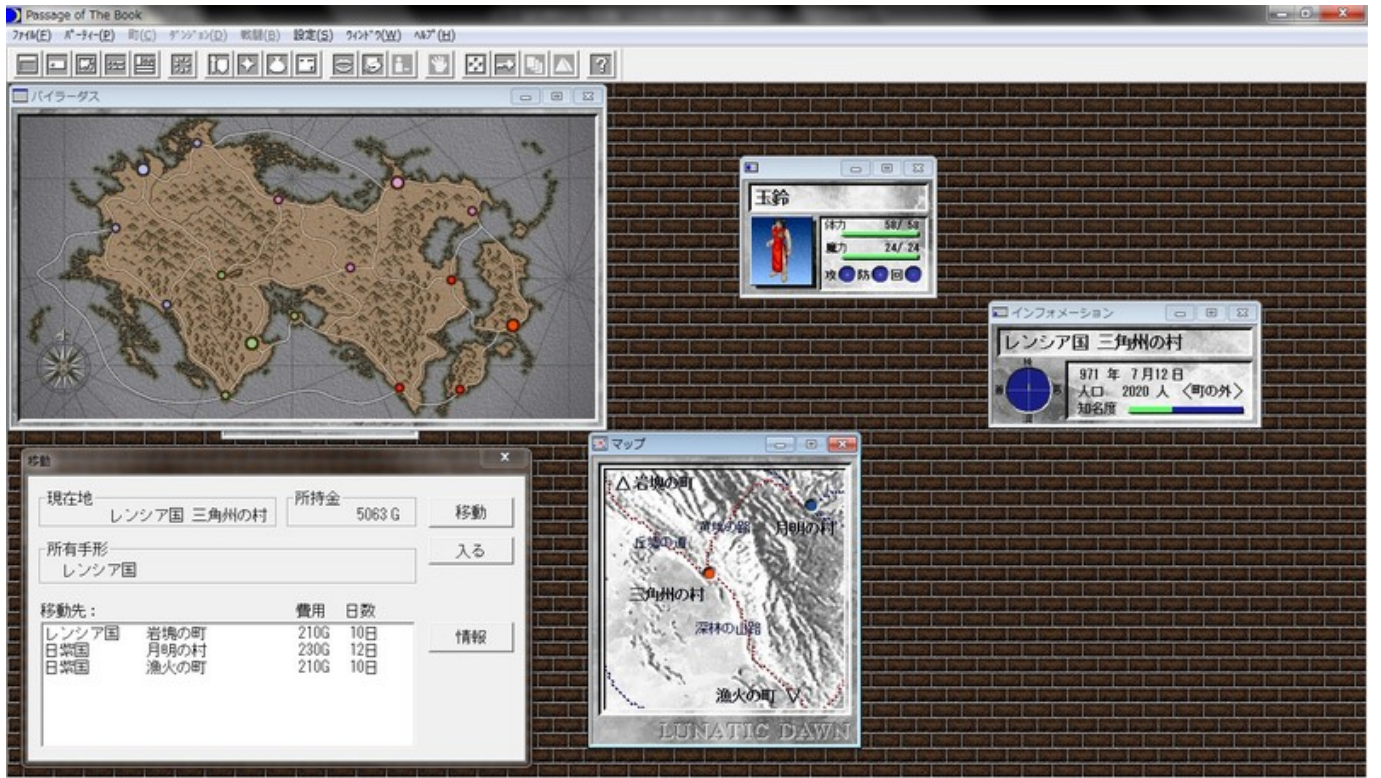 Passage of The Book
ﾌｧｲﾙ(F) ﾊﾟｰﾃｨｰ(P) 町(C) ﾀﾞﾝｼﾞｮﾝ(D) 戦闘(B) 設定(S) ｳｨﾝﾄﾞｳ(W) ﾍﾙﾌﾟ(H)
バイラーダス
玉鈴
体力 58/ 58
魔力 24/ 24
攻 防 回
インフォメーション
レンシア国 三角州の村
971 年 7月12日
人口 2020 人 〈町の外〉
知名度
移動
現在地
レンシア国 三角州の村
所持金
5063 G
移動
所有手形
レンシア国
入る
移動先： 費用 日数
レンシア国 岩塊の町 210G 10日
日紫国 月明の村 230G 12日
日紫国 漁火の町 210G 10日
情報
マップ
△ 岩塊の町
月明の村
三角州の村
深林の山路
漁火の町 ▽
LUNATIC DAWN